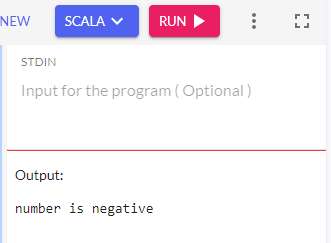 NEW SCALA RUN
STDIN
Input for the program ( Optional )
Output:
number is negative